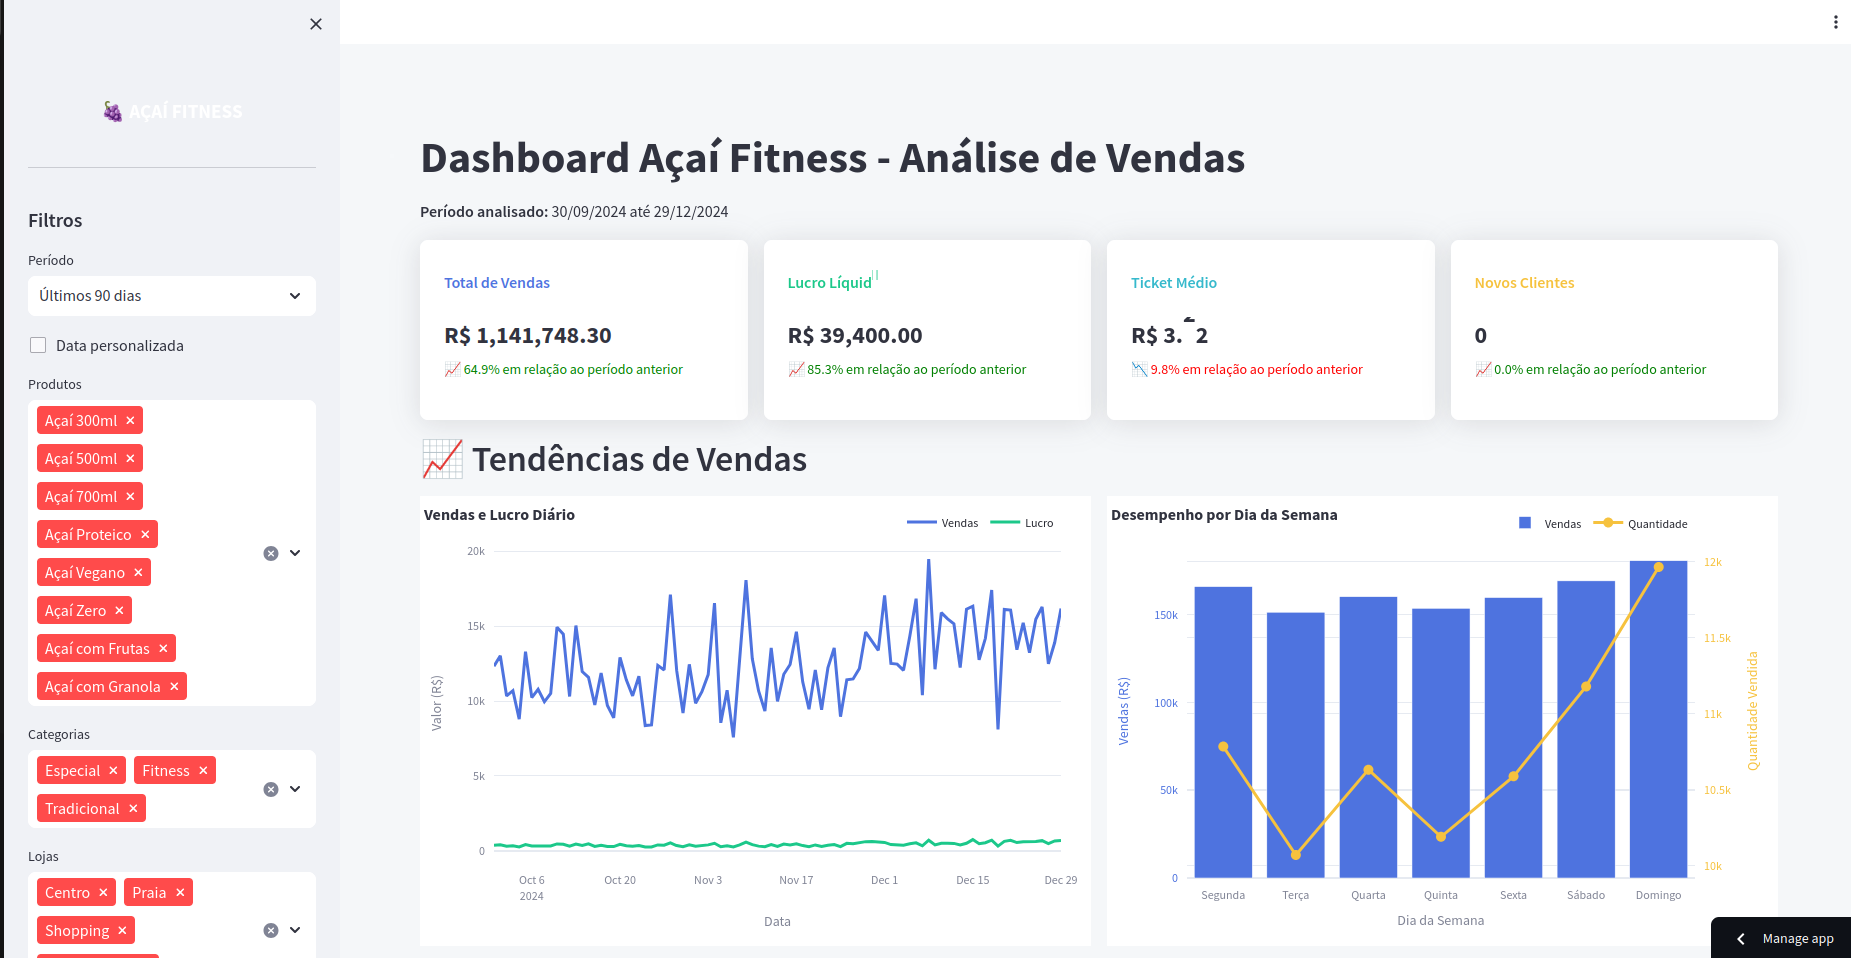 🍇 AÇAÍ FITNESS
Filtros
Período
Últimos 90 dias
Data personalizada
Produtos
Açaí 300ml ×
Açaí 500ml ×
Açaí 700ml ×
Açaí Proteico ×
Açaí Vegano ×
Açaí Zero ×
Açaí com Frutas ×
Açaí com Granola ×
Categorias
Especial × Fitness ×
Tradicional ×
Lojas
Centro × Praia ×
Shopping ×
Dashboard Açaí Fitness - Análise de Vendas
Período analisado: 30/09/2024 até 29/12/2024
Total de Vendas
R$ 1,141,748.30
📈 64.9% em relação ao período anterior
Lucro Líquid
R$ 39,400.00
📈 85.3% em relação ao período anterior
Ticket Médio
R$ 3. 2
📉 9.8% em relação ao período anterior
Novos Clientes
0
📈 0.0% em relação ao período anterior
📈 Tendências de Vendas
Vendas e Lucro Diário
Vendas Lucro
20k
15k
10k
5k
0
Valor (R$)
Oct 6 Oct 20 Nov 3 Nov 17 Dec 1 Dec 15 Dec 29
2024
Data
Desempenho por Dia da Semana
Vendas Quantidade
150k
100k
50k
0
Vendas (R$)
12k
11.5k
11k
10.5k
10k
Quantidade Vendida
Segunda Terça Quarta Quinta Sexta Sábado Domingo
Dia da Semana
Manage app